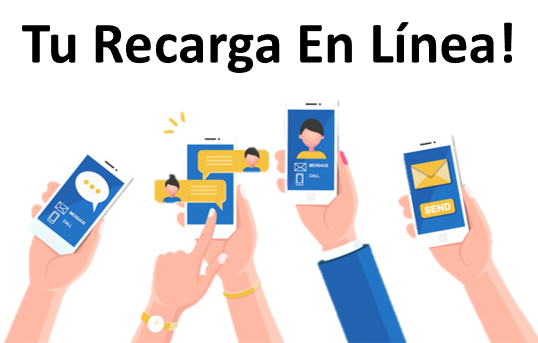 Tu Recarga En Línea!
MESSAGE
CALL
MESSAGE
CALL
MESSAGE
CALL
SEND